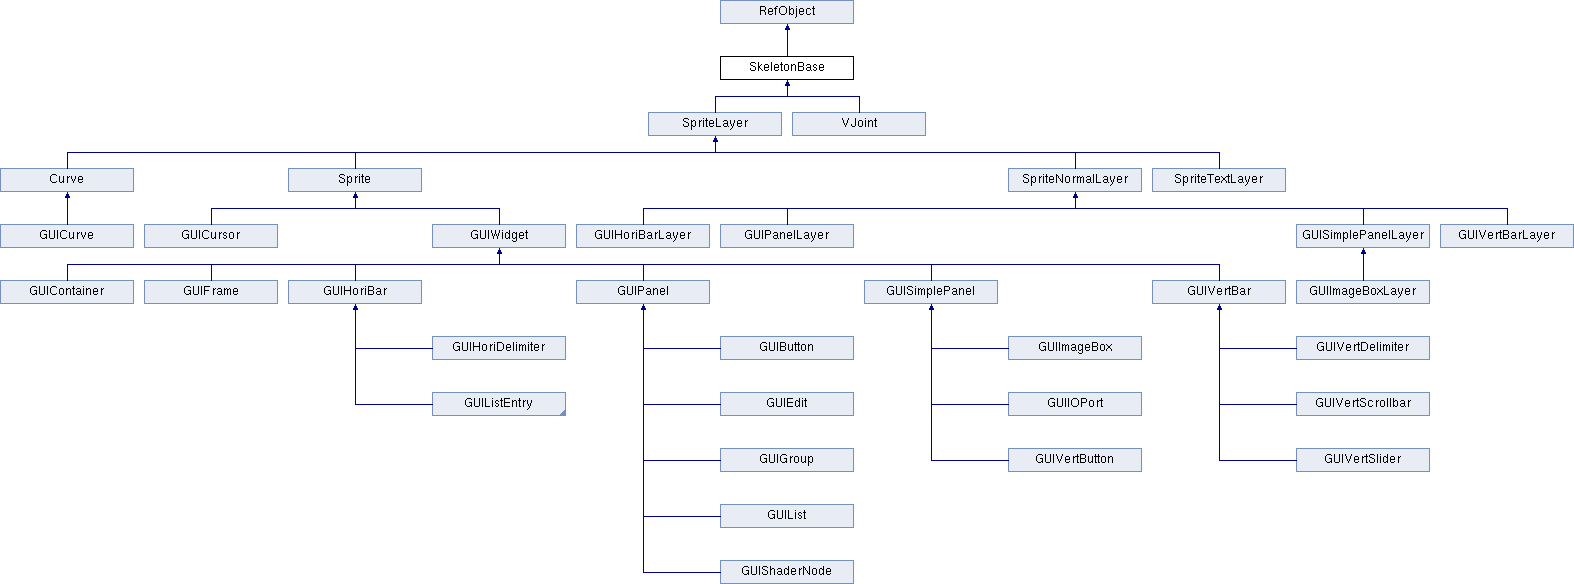 RefObject
SkeletonBase
SpriteLayer
VJoint
Curve
Sprite
SpriteNormalLayer
SpriteTextLayer
GUICurve
GUICursor
GUIWidget
GUIHoriBarLayer
GUIPanelLayer
GUISimplePanelLayer
GUIVertBarLayer
GUIContainer
GUIFrame
GUIHoriBar
GUIPanel
GUISimplePanel
GUIVertBar
GUIImageBoxLayer
GUIHoriDelimiter
GUIButton
GUIImageBox
GUIVertDelimiter
GUIListEntry
GUIEdit
GUIIOPort
GUIVertScrollbar
GUIGroup
GUIVertButton
GUIVertSlider
GUIList
GUIShaderNode